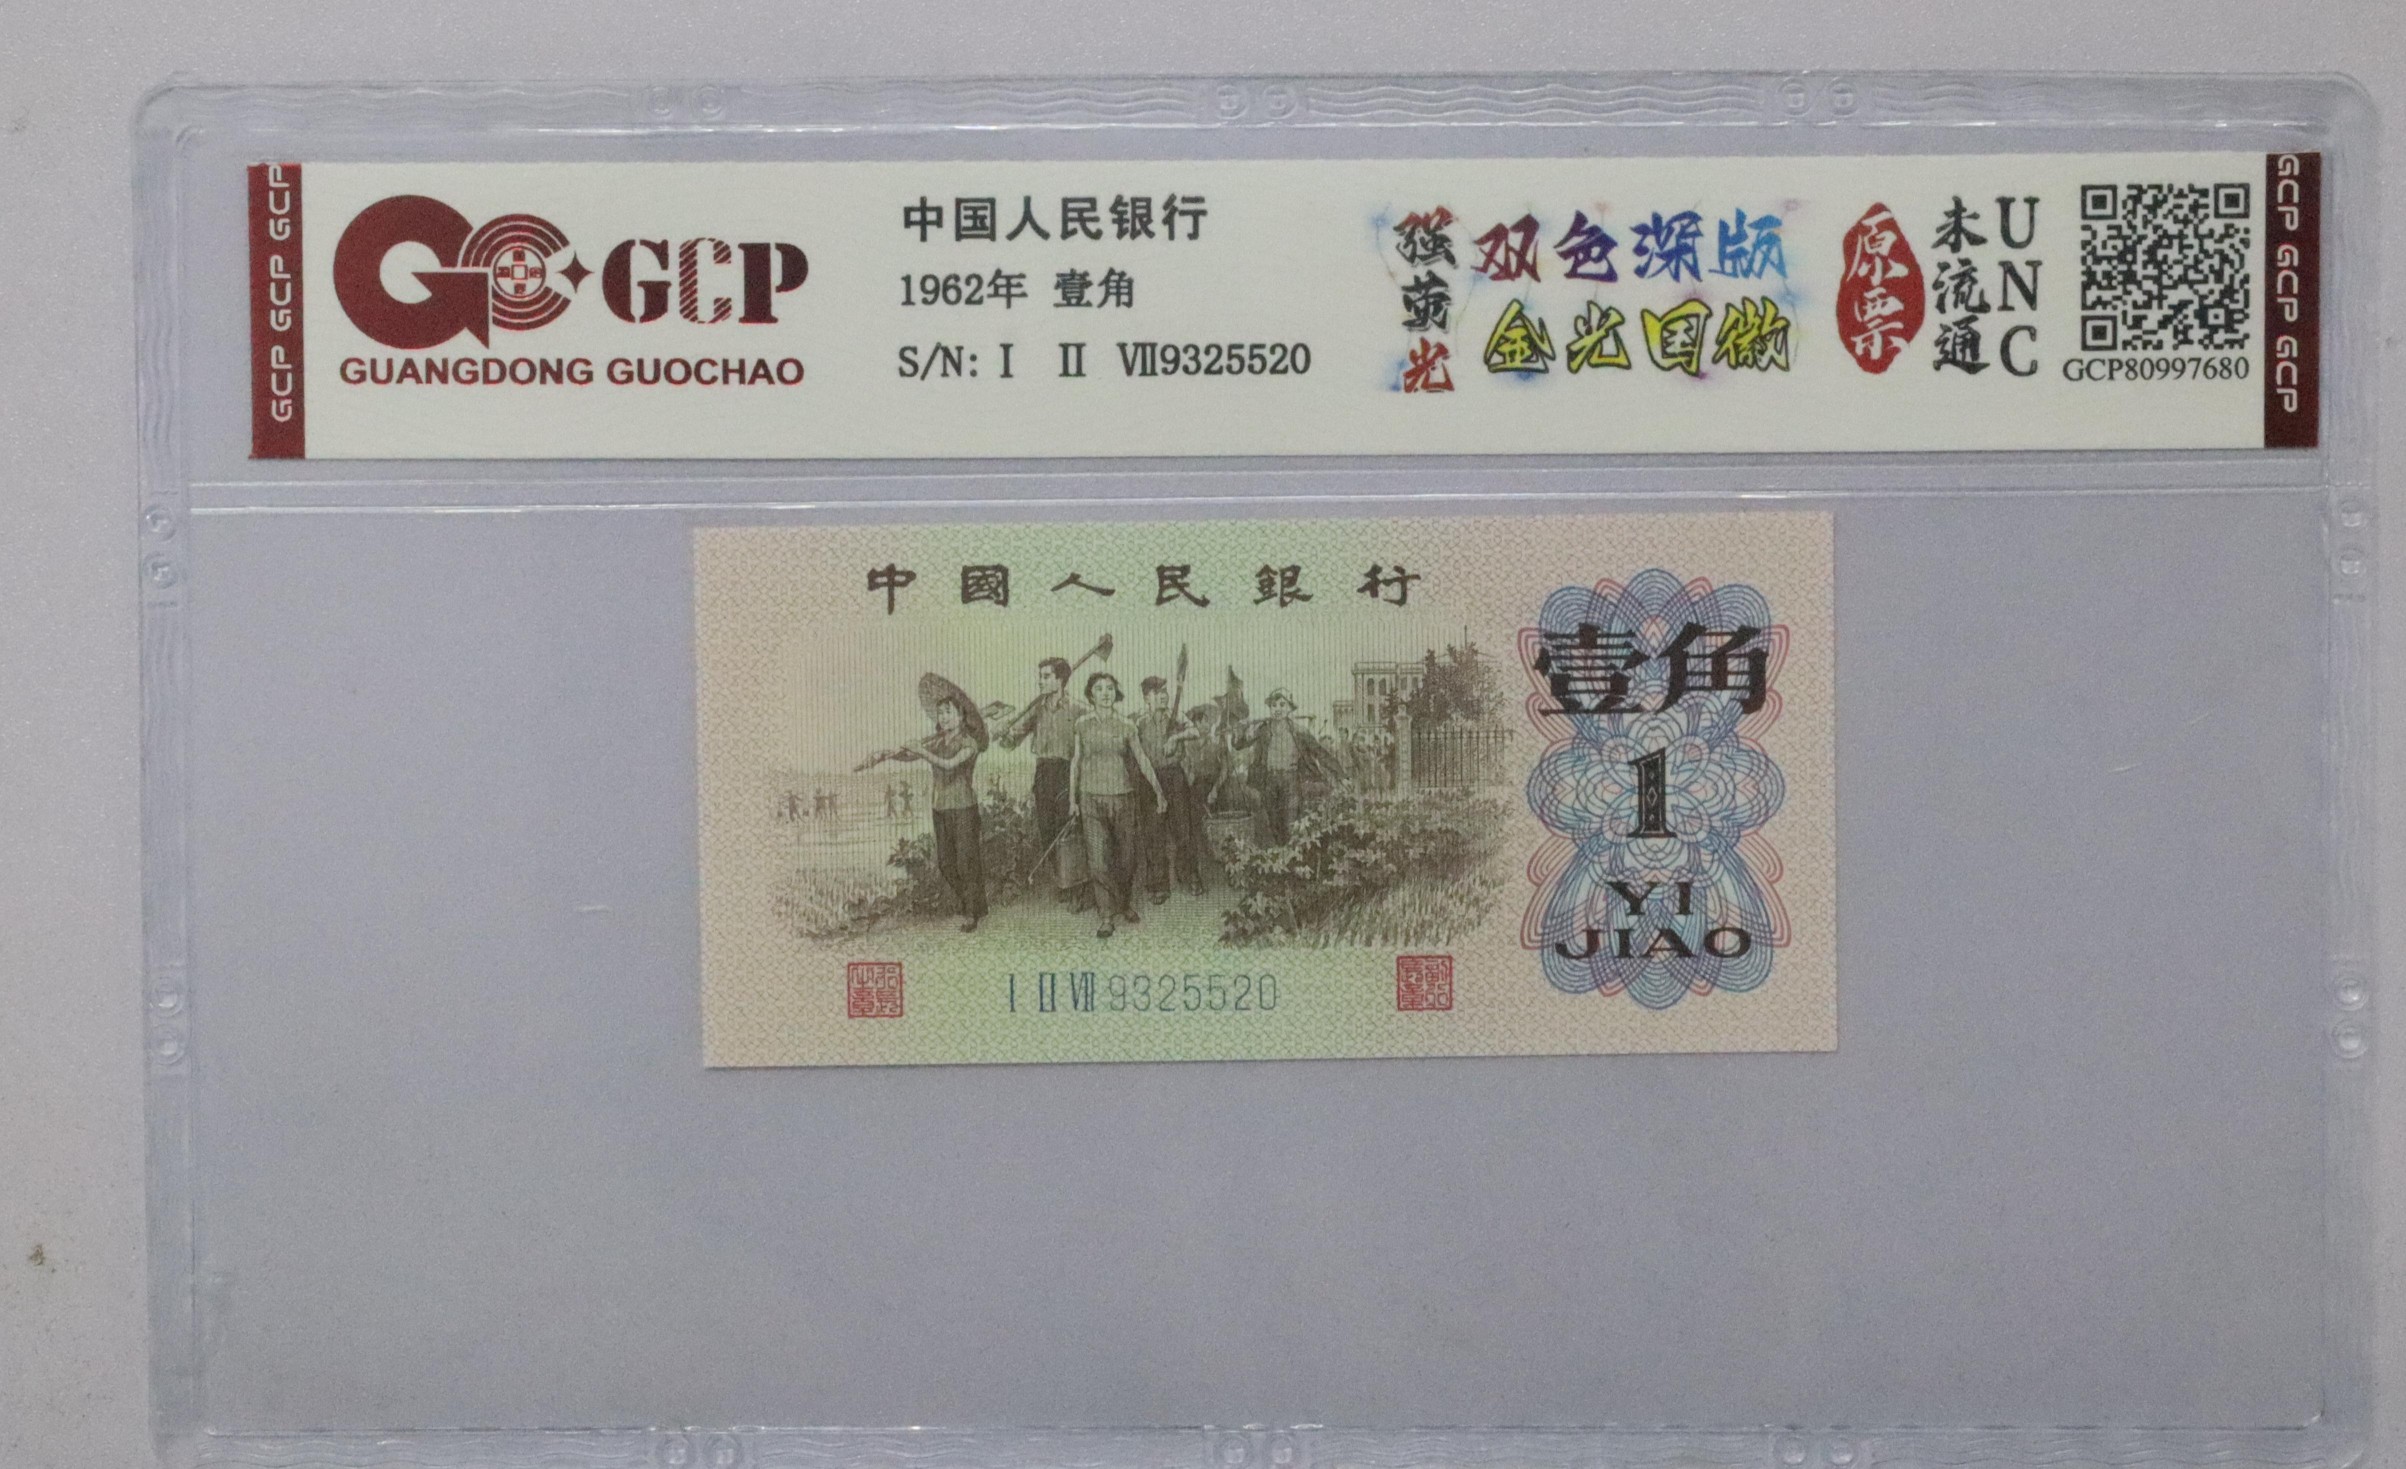 GCP GCP GCP
GCP
GUANGDONG GUOCHAO
中国人民银行
1962年 壹角
S/N: I II VII9325520
强荧光
双色深版
金光国徽
原票
未流通
UNC
GCP80997680
GCP GCP GCP
中國人民銀行
壹角
1
YI
JIAO
I II VII 9325520